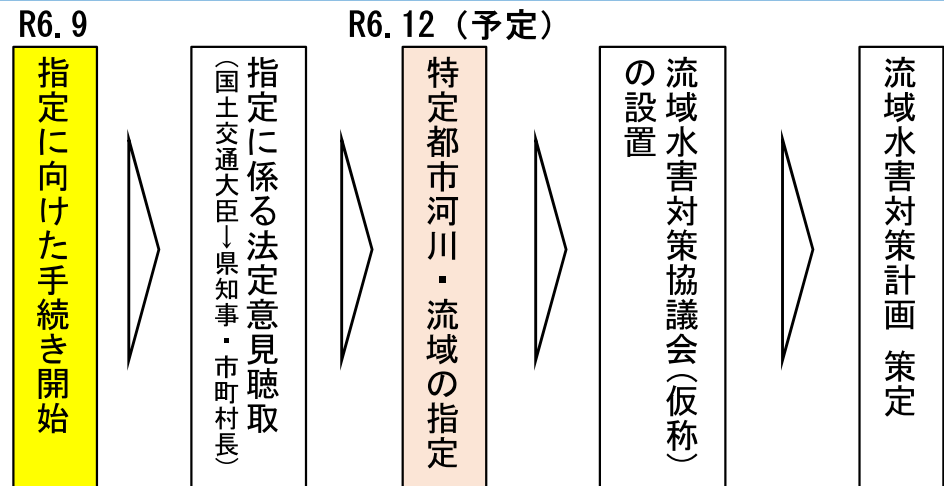 R6.9
指定に向けた手続き開始
指定に係る法定意見聴取
（国土交通大臣→県知事・市町村長）
R6.12（予定）
特定都市河川・流域の指定
流域水害対策協議会（仮称）
の設置
流域水害対策計画 策定